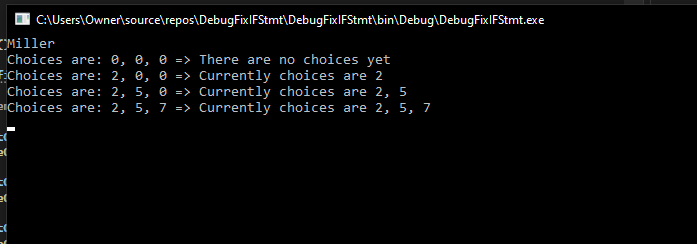 C:\Users\Owner\source\repos\DebugFixIFStmt\DebugFixIFStmt\bin\Debug\DebugFixIFStmt.exe
Miller
Choices are: 0, 0, 0 => There are no choices yet
Choices are: 2, 0, 0 => Currently choices are 2
Choices are: 2, 5, 0 => Currently choices are 2, 5
Choices are: 2, 5, 7 => Currently choices are 2, 5, 7